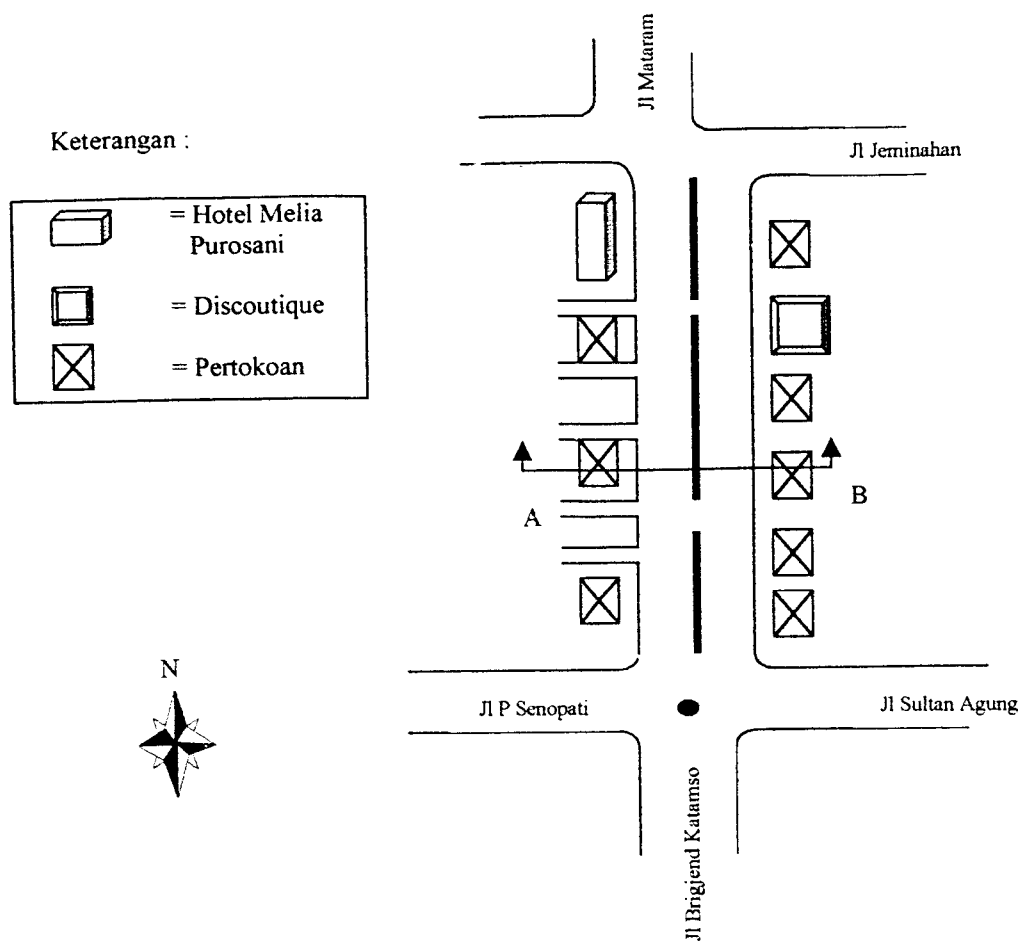 Jl Mataram
Keterangan :
Jl Jeminahan
= Hotel Melia
Purosani
= Discoutique
= Pertokoan
A
B
N
Jl P Senopati
Jl Sultan Agung
Jl Brigjend Katamso